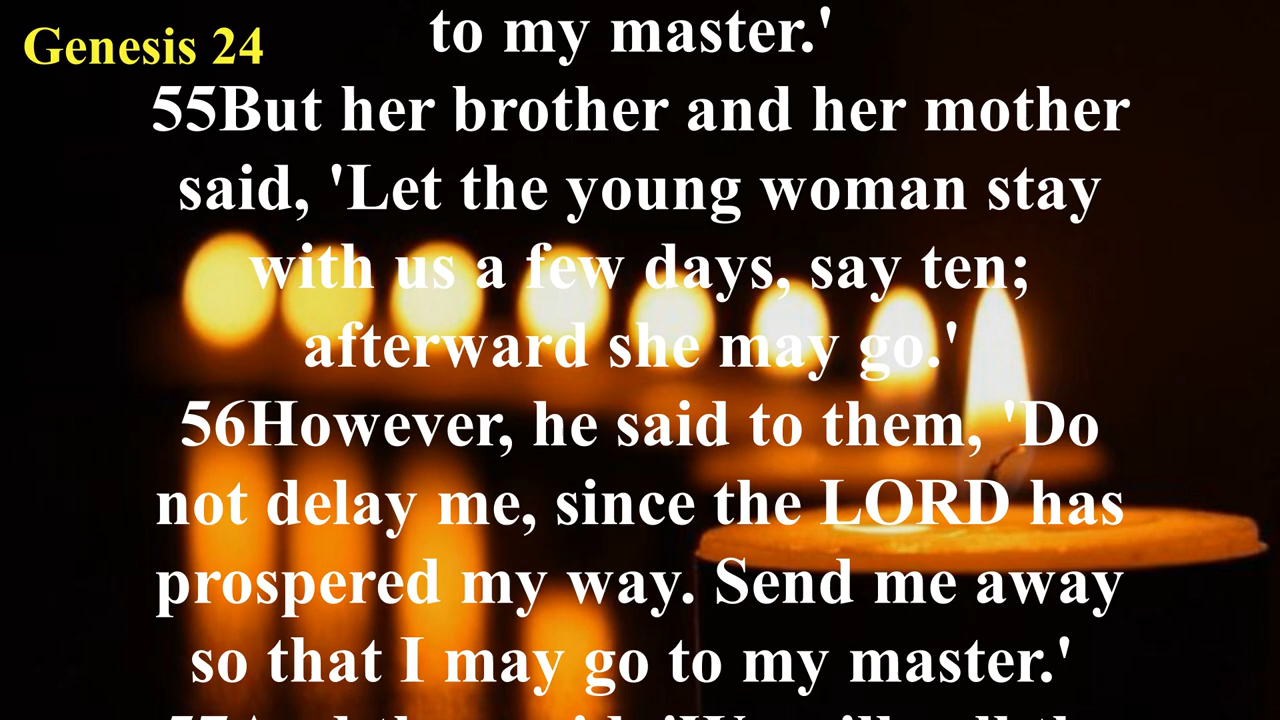 Genesis 24
to my master.'
55But her brother and her mother
said, 'Let the young woman stay
with us a few days, say ten;
afterward she may go.'
56However, he said to them, 'Do
not delay me, since the LORD has
prospered my way. Send me away
so that I may go to my master.'